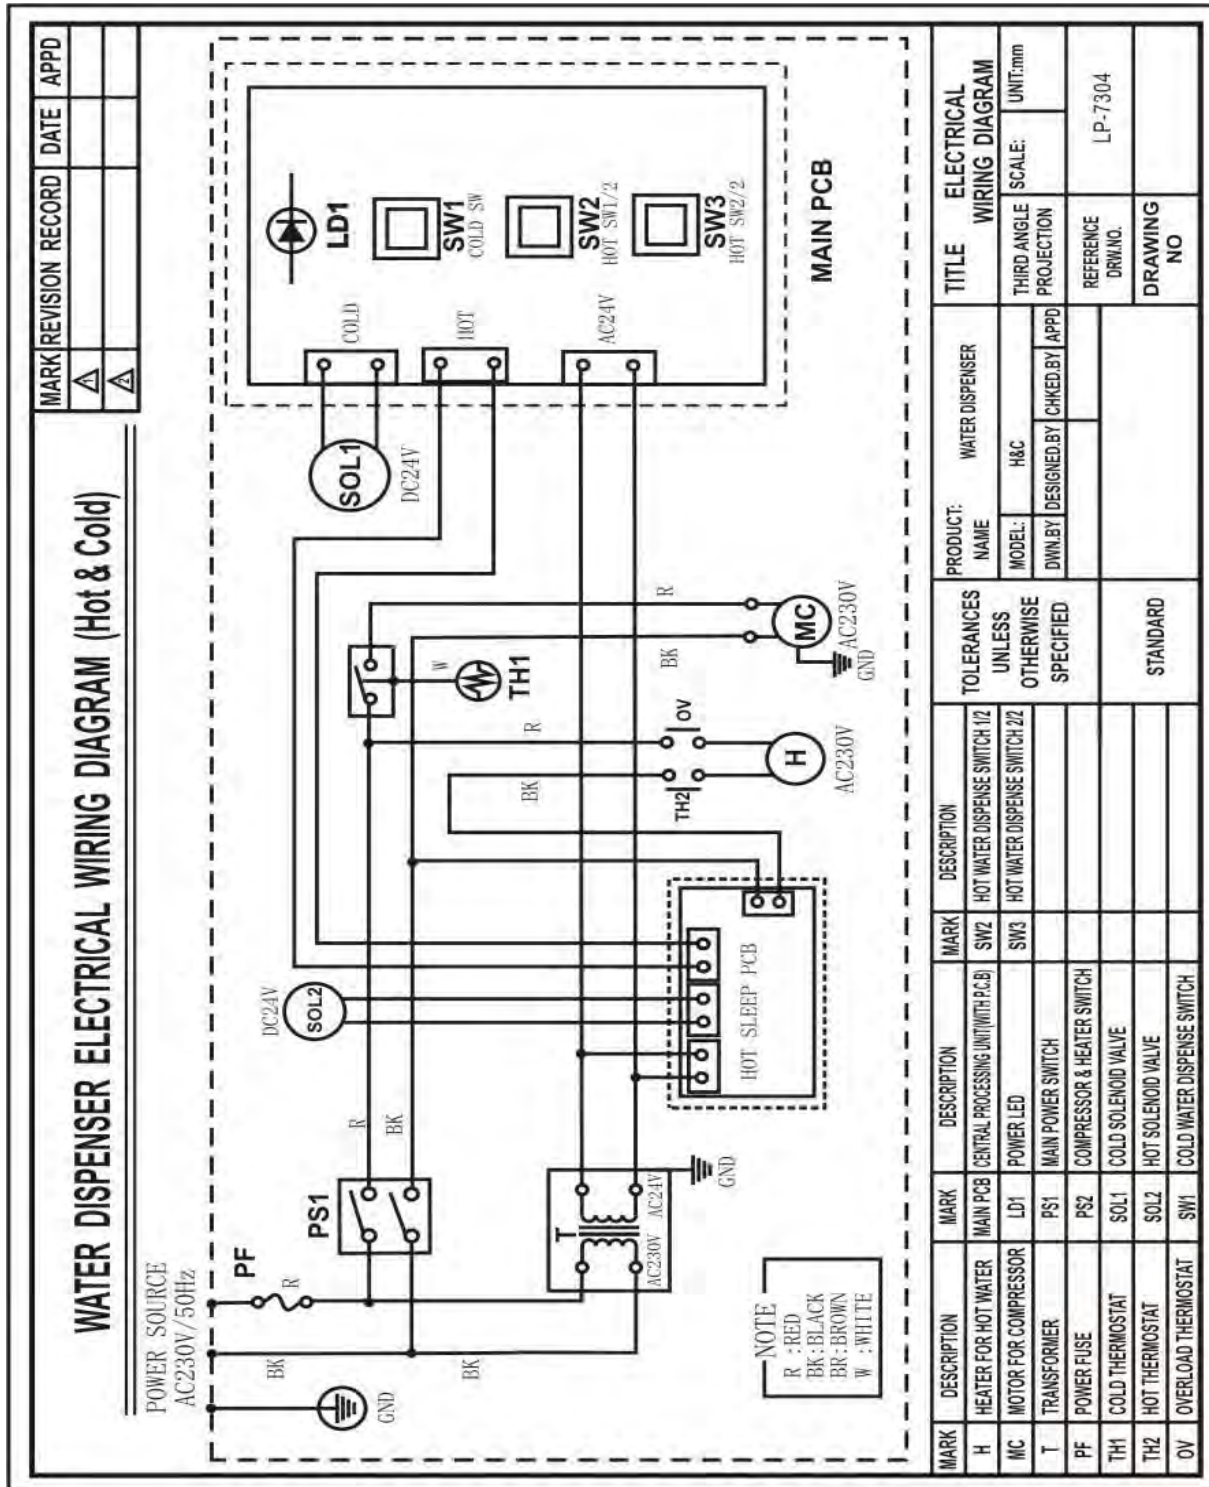 WATER DISPENSER ELECTRICAL WIRING DIAGRAM (Hot & Cold)
MARK REVISION RECORD DATE APPD
1
2
POWER SOURCE
AC230V/50Hz
PF
R
BK
BK
GND
PS1
R
BK
T
AC230V
AC24V
GND
SOL2
DC24V
HOT SLEEP PCB
BK
R
TH2
OV
H
AC230V
W
TH1
BK
R
MC
AC230V
GND
SOL1
DC24V
COLD
HOT
AC24V
LD1
SW1
COLD SW
SW2
HOT SW1/2
SW3
HOT SW2/2
MAIN PCB
NOTE
R :RED
BK:BLACK
BR:BROWN
W :WHITE
MARK DESCRIPTION MARK DESCRIPTION MARK DESCRIPTION
H HEATER FOR HOT WATER MAIN PCB CENTRAL PROCESSING UNIT(WITH P.C.B) SW2 HOT WATER DISPENSE SWITCH 1/2
MC MOTOR FOR COMPRESSOR LD1 POWER LED SW3 HOT WATER DISPENSE SWITCH 2/2
T TRANSFORMER PS1 MAIN POWER SWITCH
PF POWER FUSE PS2 COMPRESSOR & HEATER SWITCH
TH1 COLD THERMOSTAT SOL1 COLD SOLENOID VALVE
TH2 HOT THERMOSTAT SOL2 HOT SOLENOID VALVE
OV OVERLOAD THERMOSTAT SW1 COLD WATER DISPENSE SWITCH
TOLERANCES
UNLESS
OTHERWISE
SPECIFIED
STANDARD
PRODUCT:
NAME
WATER DISPENSER
MODEL: H&C
DWN.BY DESIGNED.BY CHKED.BY APPD
TITLE ELECTRICAL
WIRING DIAGRAM
THIRD ANGLE
PROJECTION
SCALE:
UNIT:mm
REFERENCE
DRW.NO.
LP-7304
DRAWING
NO